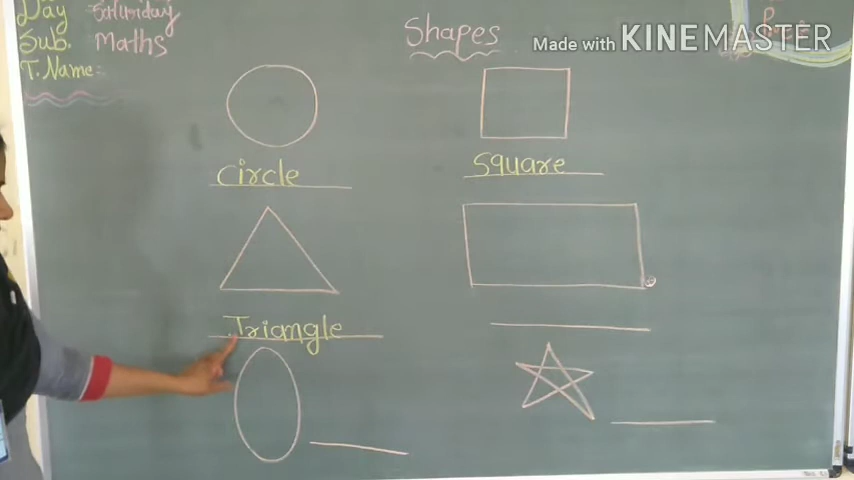 Day Saturday
Sub. Maths
T. Name:
Shapes
Made with KINEMASTER
Circle
Square
Triangle